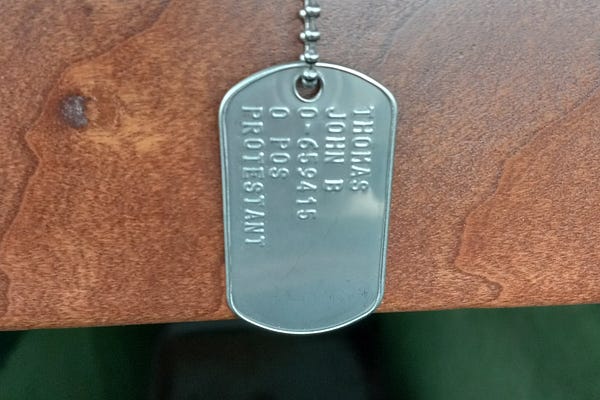 THOMAS
JOHN B
O-659415
O POS
PROTESTANT